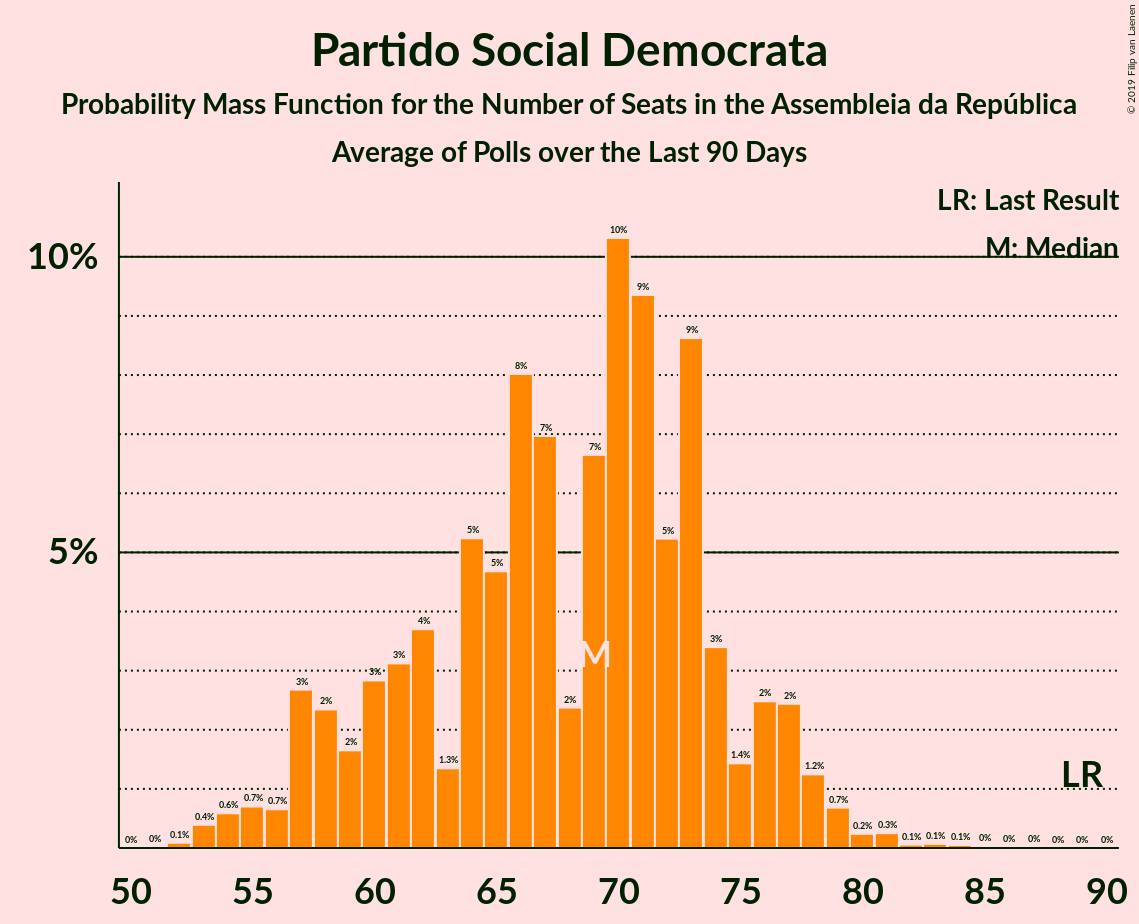 Partido Social Democrata
Probability Mass Function for the Number of Seats in the Assembleia da República
Average of Polls over the Last 90 Days
© 2019 Filip van Laenen
LR: Last Result
M: Median
10%
5%
0% 0% 0.1% 0.4% 0.6% 0.7% 0.7% 3% 2% 2% 3% 3% 4% 1.3% 5% 5% 8% 7% 2% 7% 10% 9% 5% 9% 3% 1.4% 2% 2% 1.2% 0.7% 0.2% 0.3% 0.1% 0.1% 0.1% 0% 0% 0% 0% 0% 0%
M
LR
50 55 60 65 70 75 80 85 90